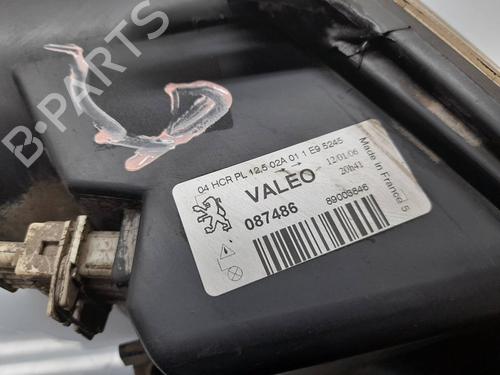 04 HCR PL 12.5 02A 01 1 E9 5245
VALEO
12/01/06
20h41
087486
89003846
Made in France 5
B-PARTS